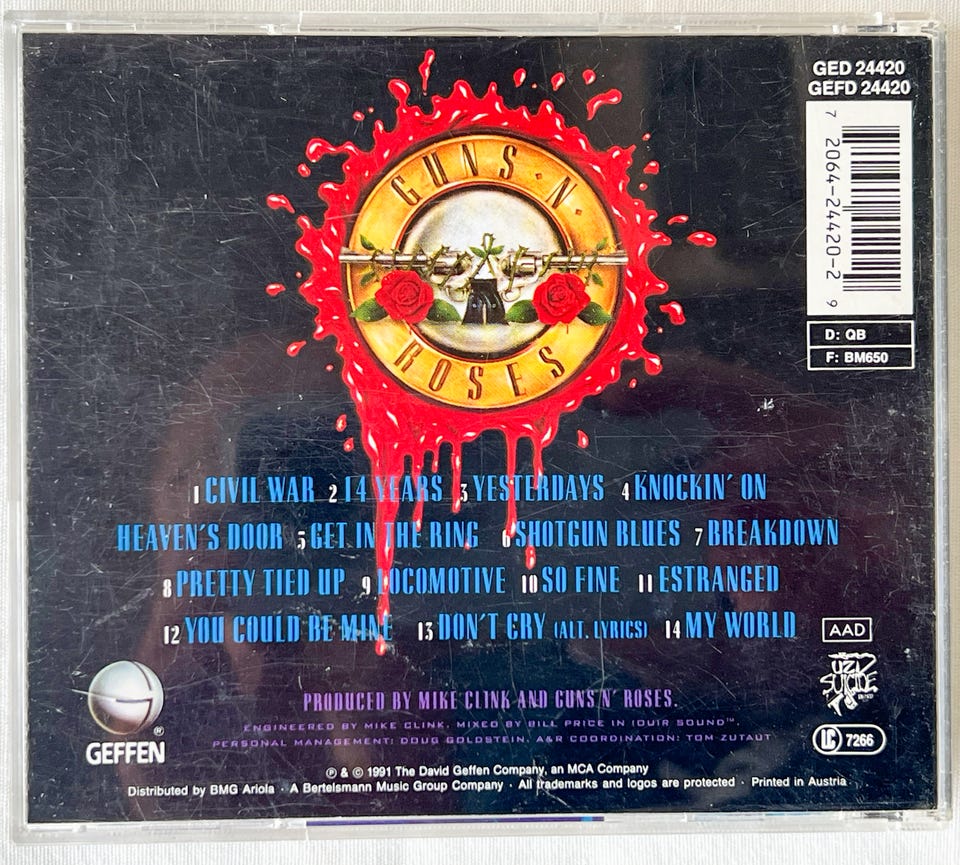 GED 24420
GEFD 24420
7 2064-24420-2 9
D: QB
F: BM650
GUNS N'
ROSES
1 CIVIL WAR 2 14 YEARS 3 YESTERDAYS 4 KNOCKIN' ON
HEAVEN'S DOOR 5 GET IN THE RING 6 SHOTGUN BLUES 7 BREAKDOWN
8 PRETTY TIED UP 9 LOCOMOTIVE 10 SO FINE 11 ESTRANGED
12 YOU COULD BE MINE 13 DON'T CRY (ALT. LYRICS) 14 MY WORLD
AAD
UZI
SUICIDE
PRODUCED BY MIKE CLINK AND GUNS N' ROSES.
ENGINEERED BY MIKE CLINK. MIXED BY BILL PRICE IN (OUIR SOUND™.
PERSONAL MANAGEMENT: DOUG GOLDSTEIN. A&R COORDINATION: TOM ZUTAUT
GEFFEN®
LC 7266
℗ & © 1991 The David Geffen Company, an MCA Company
Distributed by BMG Ariola · A Bertelsmann Music Group Company · All trademarks and logos are protected · Printed in Austria